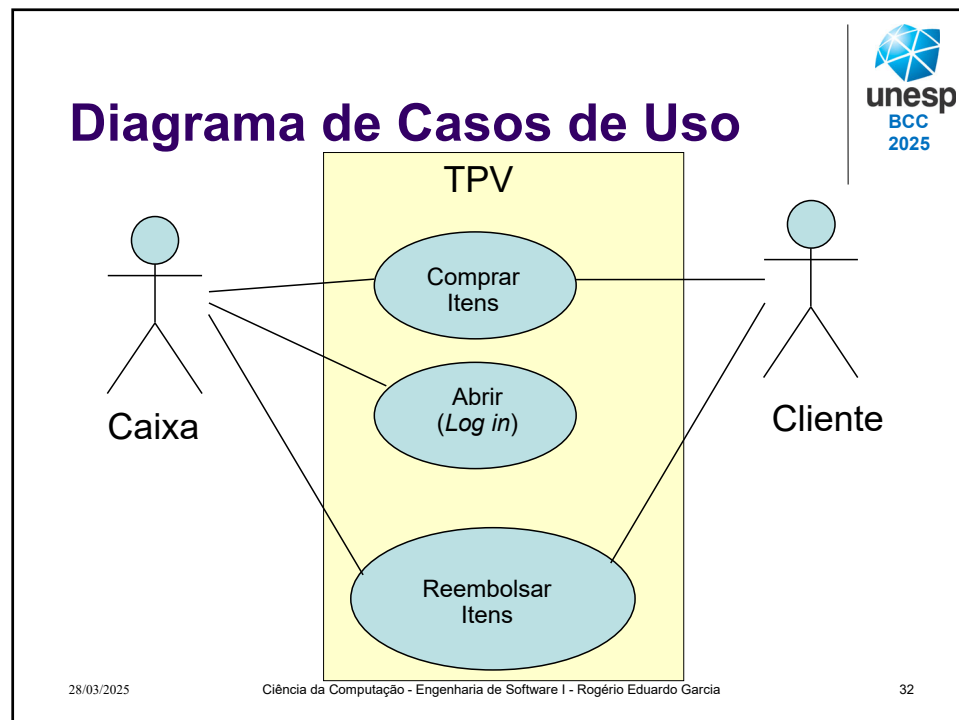 unesp
BCC
2025
Diagrama de Casos de Uso
TPV
Comprar
Itens
Abrir
(Log in)
Caixa
Cliente
Reembolsar
Itens
28/03/2025
Ciência da Computação - Engenharia de Software I - Rogério Eduardo Garcia
32